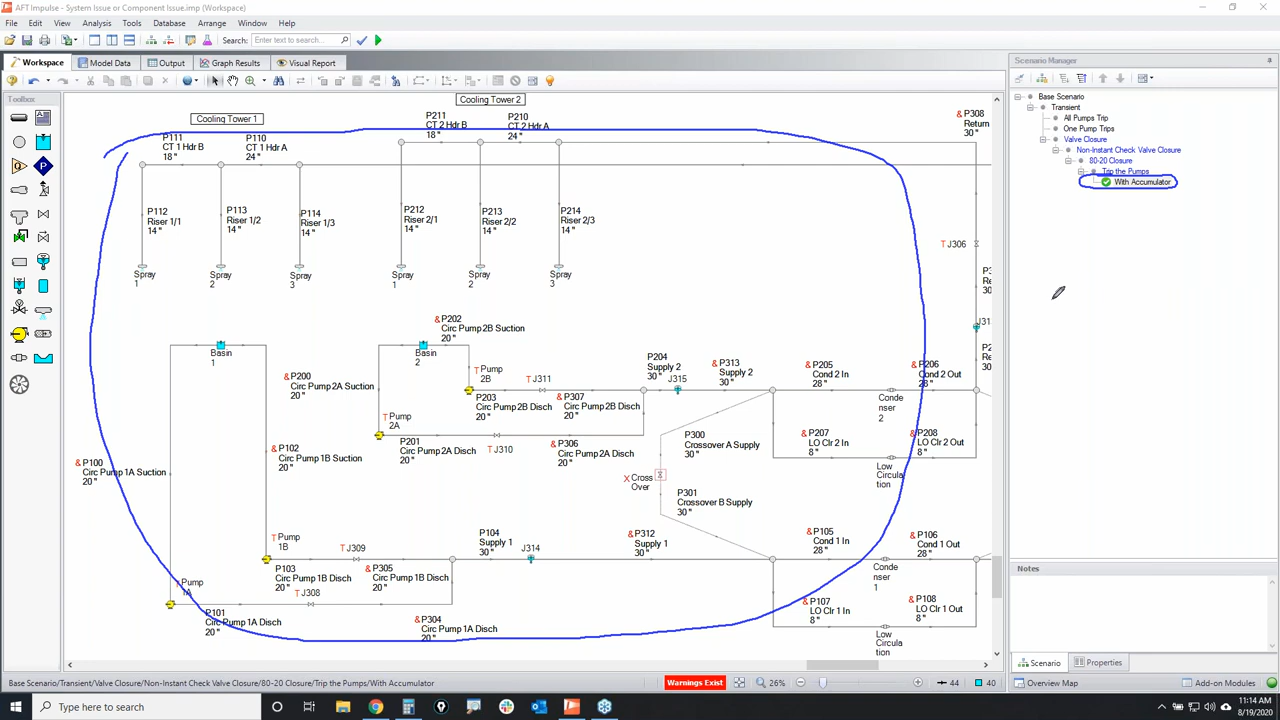 AFT Impulse - System Issue or Component Issue.imp (Workspace)
File Edit View Analysis Tools Database Arrange Window Help
Search: Enter text to search...
Workspace Model Data Output Graph Results Visual Report
Toolbox
Cooling Tower 1
Cooling Tower 2
P111
CT 1 Hdr B
18 "
P110
CT 1 Hdr A
24 "
P211
CT 2 Hdr B
18 "
P210
CT 2 Hdr A
24 "
& P308
Return
30 "
P112
Riser 1/1
14 "
P113
Riser 1/2
14 "
P114
Riser 1/3
14 "
P212
Riser 2/1
14 "
P213
Riser 2/2
14 "
P214
Riser 2/3
14 "
T J306
Spray
1
Spray
2
Spray
3
Spray
1
Spray
2
Spray
3
& P202
Circ Pump 2B Suction
20 "
Basin
1
Basin
2
& P200
Circ Pump 2A Suction
20 "
T Pump
2B
T J311
P203
Circ Pump 2B Disch
20 "
& P307
Circ Pump 2B Disch
20 "
P204
Supply 2
30 "
J315
& P313
Supply 2
30 "
& P205
Cond 2 In
28 "
& P206
Cond 2 Out
28 "
Conde
nser
2
T Pump
2A
P201
Circ Pump 2A Disch
20 "
T J310
& P306
Circ Pump 2A Disch
20 "
P300
Crossover A Supply
30 "
& P207
LO Clr 2 In
8 "
& P208
LO Clr 2 Out
8 "
Low
Circula
tion
& P100
Circ Pump 1A Suction
20 "
& P102
Circ Pump 1B Suction
20 "
X Cross
Over
P301
Crossover B Supply
30 "
T Pump
1B
T J309
P103
Circ Pump 1B Disch
20 "
& P305
Circ Pump 1B Disch
20 "
P104
Supply 1
30 "
J314
& P312
Supply 1
30 "
& P105
Cond 1 In
28 "
& P106
Cond 1 Out
28 "
Conde
nser
1
T Pump
1A
T J308
P101
Circ Pump 1A Disch
20 "
& P304
Circ Pump 1A Disch
20 "
& P107
LO Clr 1 In
8 "
& P108
LO Clr 1 Out
8 "
Low
Circula
tion
Scenario Manager
Base Scenario
Transient
All Pumps Trip
One Pump Trips
Valve Closure
Non-Instant Check Valve Closure
80-20 Closure
Trip the Pumps
With Accumulator
Notes
Scenario Properties
Base Scenario/Transient/Valve Closure/Non-Instant Check Valve Closure/80-20 Closure/Trip the Pumps/With Accumulator
Warnings Exist
26%
44
40
Overview Map
Add-on Modules
Type here to search
11:14 AM
8/19/2020